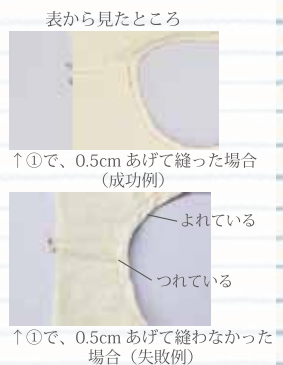 表から見たところ
↑①で、0.5cm あげて縫った場合
（成功例）
よれている
つれている
↑①で、0.5cm あげて縫わなかった
場合（失敗例）